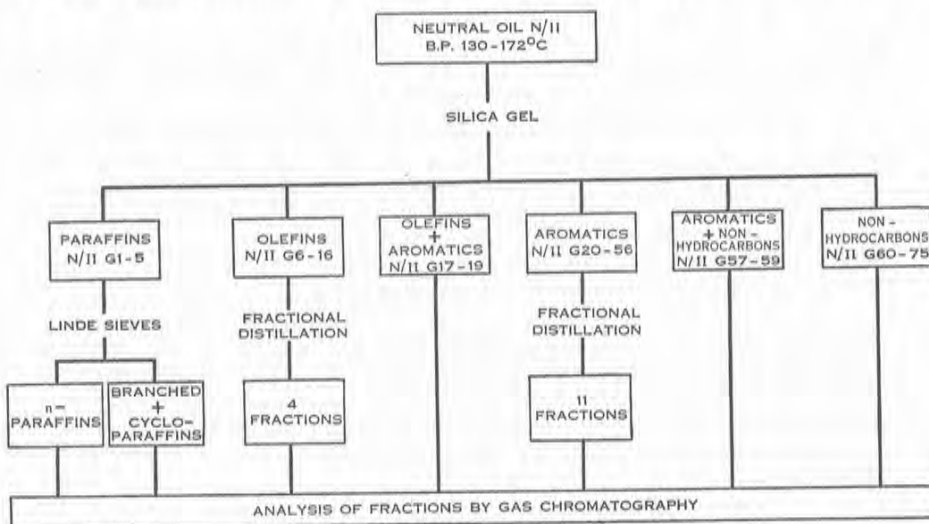 NEUTRAL OIL N/II
B.P. 130-172°C
SILICA GEL
PARAFFINS
N/II G1-5
OLEFINS
N/II G6-16
OLEFINS
+
AROMATICS
N/II G17-19
AROMATICS
N/II G20-56
AROMATICS
+ NON-
HYDROCARBONS
N/II G57-59
NON-
HYDROCARBONS
N/II G60-75
LINDE SIEVES
FRACTIONAL
DISTILLATION
FRACTIONAL
DISTILLATION
n-
PARAFFINS
BRANCHED
+
CYCLO-
PARAFFINS
4
FRACTIONS
11
FRACTIONS
ANALYSIS OF FRACTIONS BY GAS CHROMATOGRAPHY